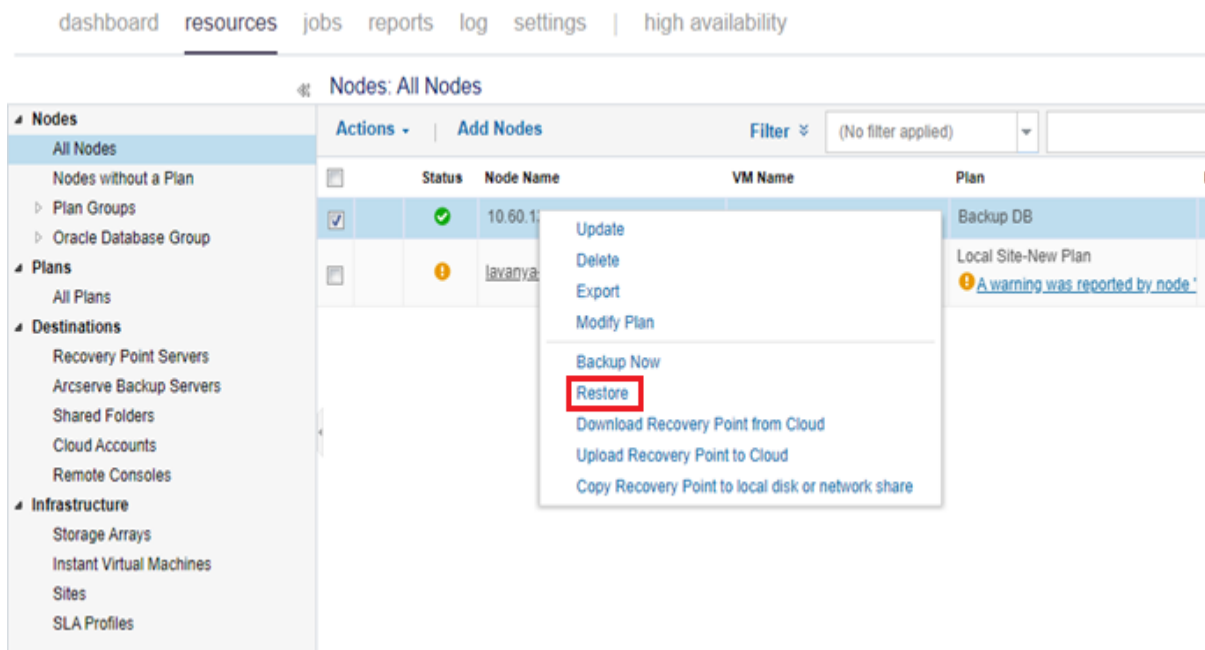 dashboard resources jobs reports log settings | high availability
Nodes: All Nodes
Nodes
All Nodes
Nodes without a Plan
Plan Groups
Oracle Database Group
Plans
All Plans
Destinations
Recovery Point Servers
Arcserve Backup Servers
Shared Folders
Cloud Accounts
Remote Consoles
Infrastructure
Storage Arrays
Instant Virtual Machines
Sites
SLA Profiles
Actions | Add Nodes Filter (No filter applied)
Status Node Name VM Name Plan
10.60.1 Backup DB
lavanya- Local Site-New Plan
A warning was reported by node '
Update
Delete
Export
Modify Plan
Backup Now
Restore
Download Recovery Point from Cloud
Upload Recovery Point to Cloud
Copy Recovery Point to local disk or network share